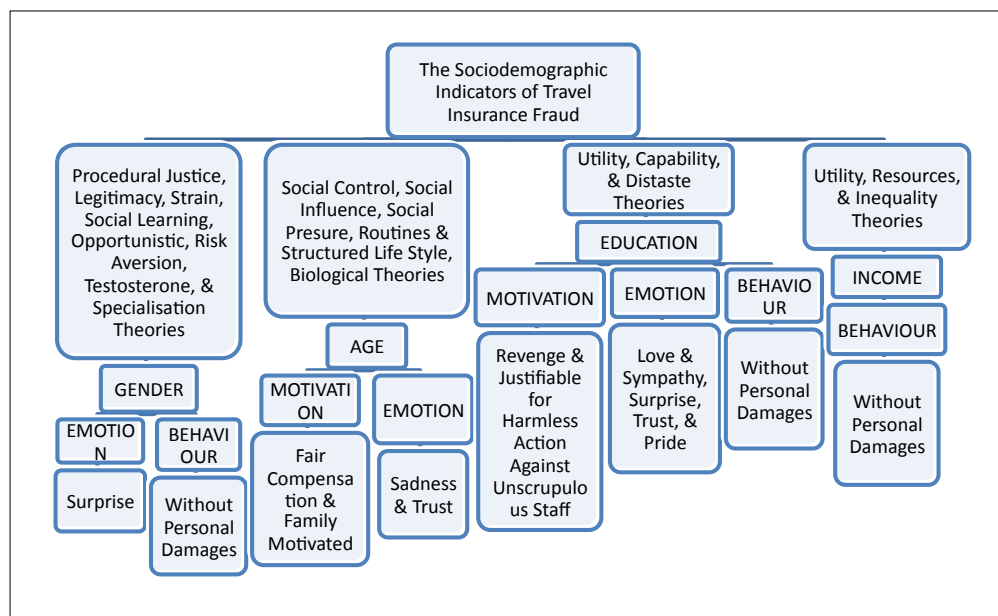 The Sociodemographic
Indicators of Travel
Insurance Fraud
Procedural Justice,
Legitimacy, Strain,
Social Learning,
Opportunistic, Risk
Aversion,
Testosterone, &
Specialisation
Theories
GENDER
EMOTIO
N
Surprise
BEHAVI
OUR
Without
Personal
Damages
Social Control, Social
Influence, Social
Presure, Routines &
Structured Life Style,
Biological Theories
AGE
MOTIVATI
ON
Fair
Compensa
tion &
Family
Motivated
EMOTION
Sadness
& Trust
Utility, Capability,
& Distaste
Theories
EDUCATION
MOTIVATION
Revenge &
Justifiable
for
Harmless
Action
Against
Unscrupulo
us Staff
EMOTION
Love &
Sympathy,
Surprise,
Trust, &
Pride
BEHAVIO
UR
Without
Personal
Damages
Utility, Resources,
& Inequality
Theories
INCOME
BEHAVIOUR
Without
Personal
Damages